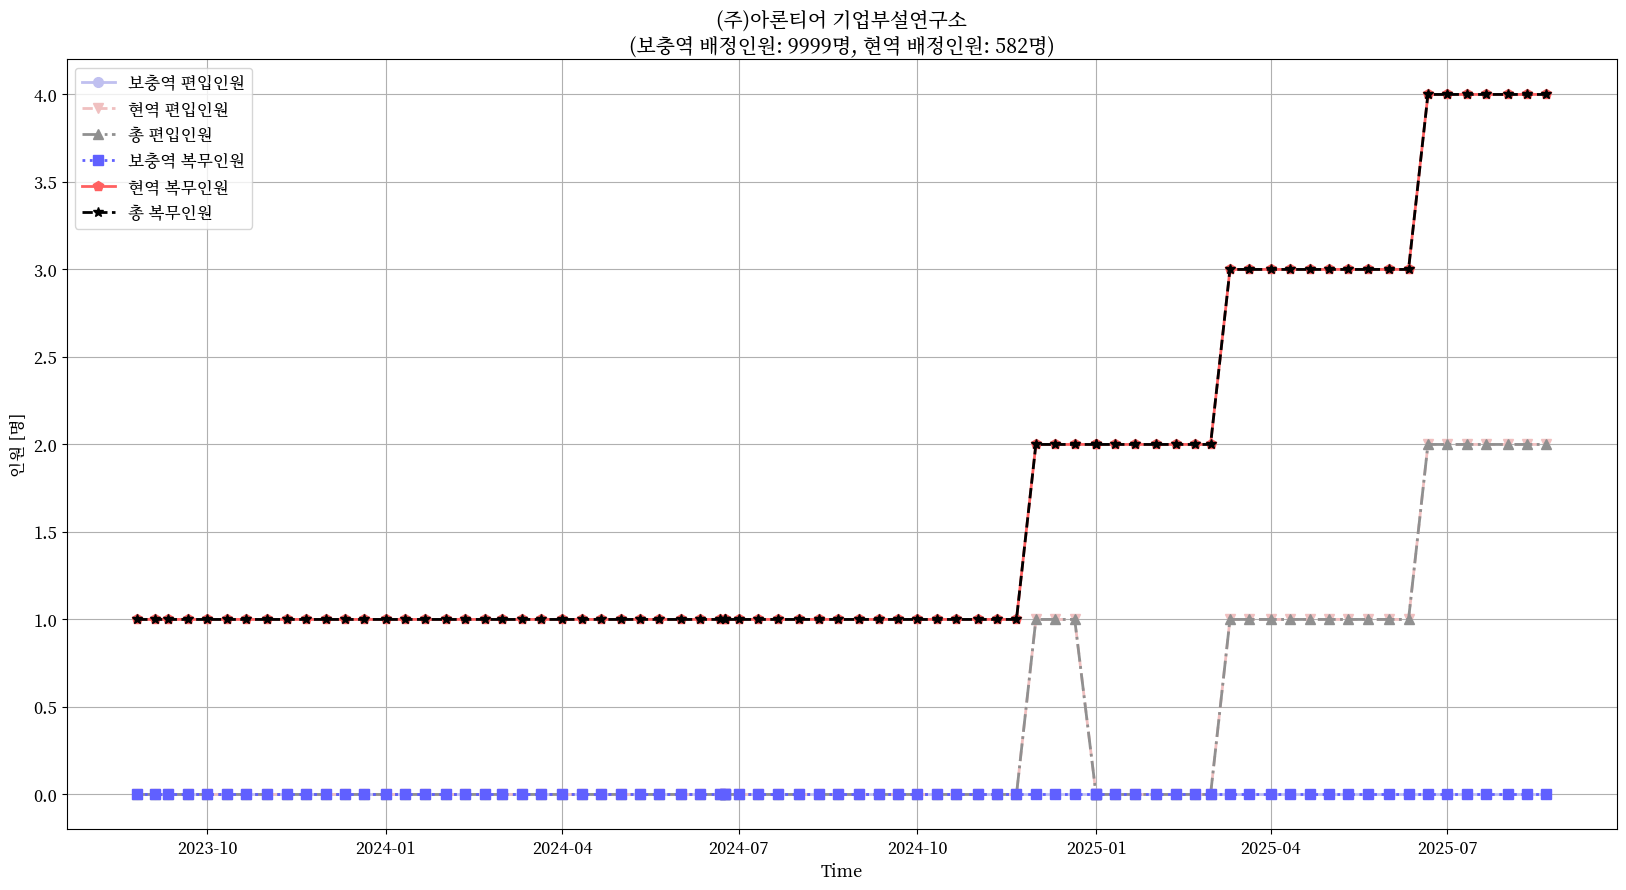 (주)아론티어 기업부설연구소
(보충역 배정인원: 9999명, 현역 배정인원: 582명)
보충역 편입인원
현역 편입인원
총 편입인원
보충역 복무인원
현역 복무인원
총 복무인원
4.0
3.5
3.0
2.5
2.0
1.5
1.0
0.5
0.0
인원 [명]
2023-10
2024-01
2024-04
2024-07
2024-10
2025-01
2025-04
2025-07
Time